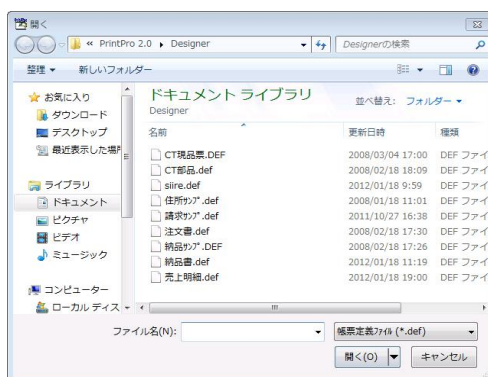 開く
« PrintPro 2.0 ▸ Designer
Designerの検索
整理 ▼ 新しいフォルダー
お気に入り
ダウンロード
デスクトップ
最近表示した場所
ライブラリ
ドキュメント
ピクチャ
ビデオ
ミュージック
コンピューター
ローカル ディス
ドキュメント ライブラリ
Designer
並べ替え: フォルダー ▼
名前 更新日時 種類
CT現品票.DEF 2008/03/04 17:00 DEF ファイ
CT部品.def 2008/02/18 18:09 DEF ファイ
siire.def 2012/01/18 9:59 DEF ファイ
住所ｻﾝﾌﾟ.def 2008/01/18 11:01 DEF ファイ
請求ｻﾝﾌﾟ.def 2011/10/27 16:38 DEF ファイ
注文書.def 2008/02/18 17:30 DEF ファイ
納品ｻﾝﾌﾟ.DEF 2008/02/18 17:26 DEF ファイ
納品書.def 2012/01/18 11:19 DEF ファイ
売上明細.def 2012/01/18 19:00 DEF ファイ
ファイル名(N):
帳票定義ﾌｧｲﾙ (*.def)
開く(O) キャンセル